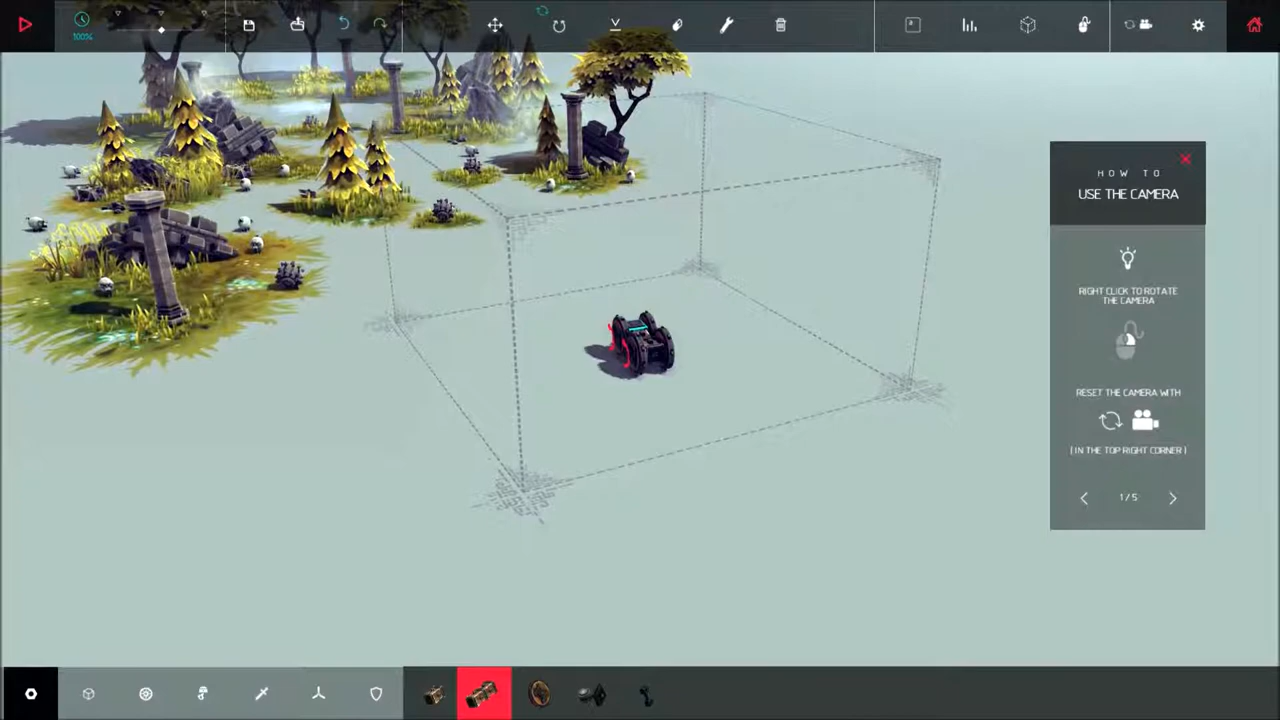 100%
HOW TO
USE THE CAMERA
RIGHT CLICK TO ROTATE
THE CAMERA
RESET THE CAMERA WITH
[ IN THE TOP RIGHT CORNER ]
1/5